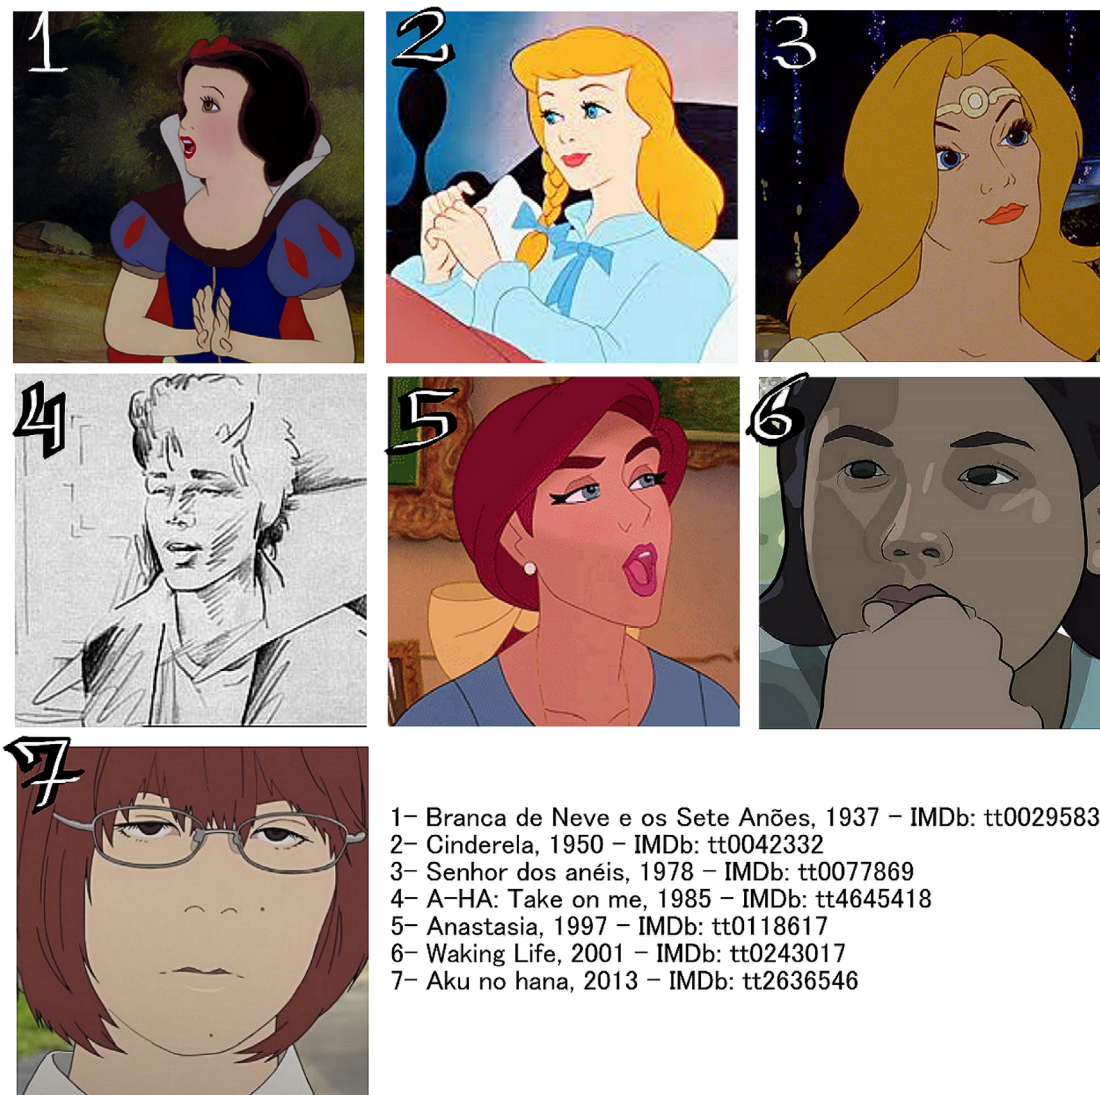 1
2
3
4
5
6
7
1- Branca de Neve e os Sete Anões, 1937 - IMDb: tt0029583
2- Cinderela, 1950 - IMDb: tt0042332
3- Senhor dos anéis, 1978 - IMDb: tt0077869
4- A-HA: Take on me, 1985 - IMDb: tt4645418
5- Anastasia, 1997 - IMDb: tt0118617
6- Waking Life, 2001 - IMDb: tt0243017
7- Aku no hana, 2013 - IMDb: tt2636546